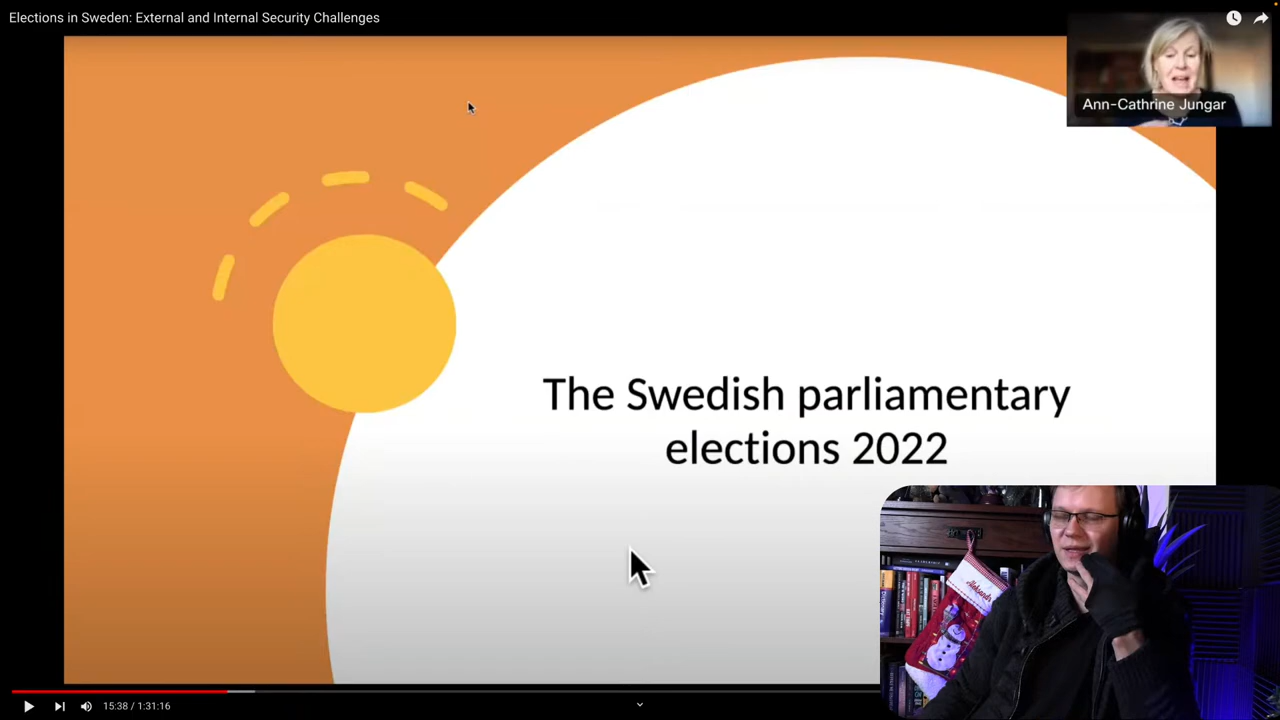 Elections in Sweden: External and Internal Security Challenges
Ann-Cathrine Jungar
The Swedish parliamentary
elections 2022
15:38 / 1:31:16